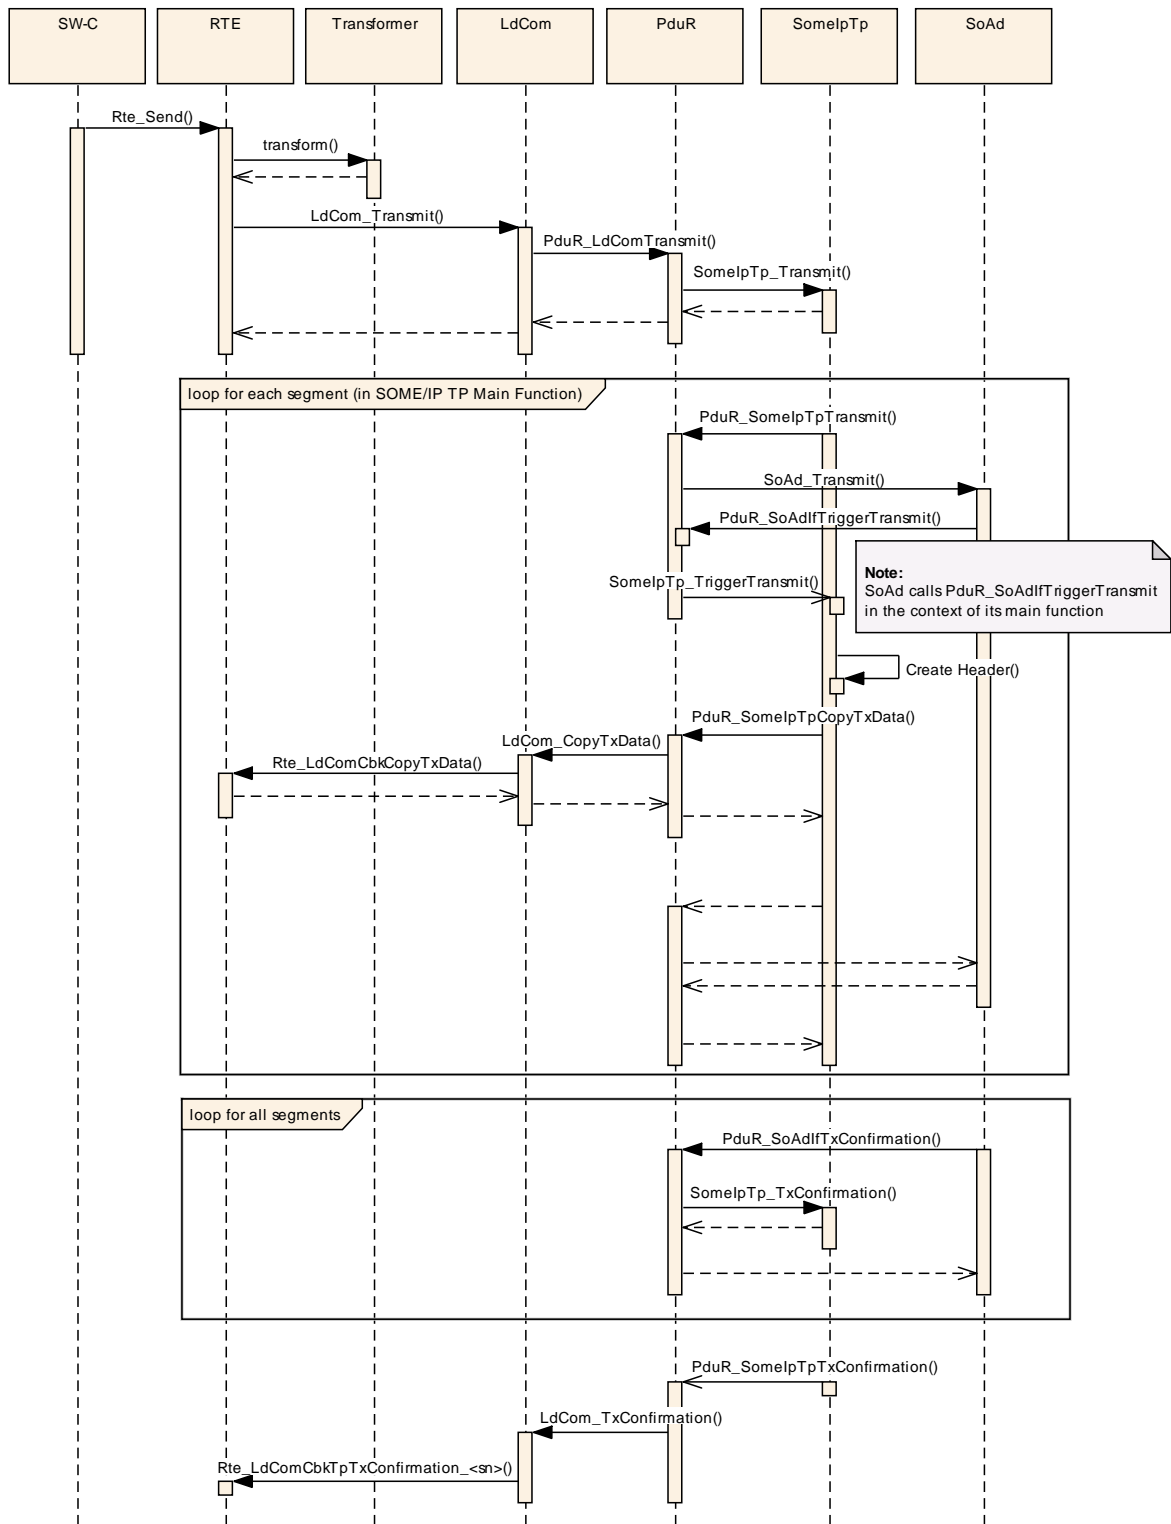 SW-C
RTE
Transformer
LdCom
PduR
SomeIpTp
SoAd
Rte_Send()
transform()
LdCom_Transmit()
PduR_LdComTransmit()
SomeIpTp_Transmit()
loop for each segment (in SOME/IP TP Main Function)
PduR_SomeIpTpTransmit()
SoAd_Transmit()
PduR_SoAdIfTriggerTransmit()
Note:
SoAd calls PduR_SoAdIfTriggerTransmit
in the context of its main function
SomeIpTp_TriggerTransmit()
Create Header()
PduR_SomeIpTpCopyTxData()
LdCom_CopyTxData()
Rte_LdComCbkCopyTxData()
loop for all segments
PduR_SoAdIfTxConfirmation()
SomeIpTp_TxConfirmation()
PduR_SomeIpTpTxConfirmation()
LdCom_TxConfirmation()
Rte_LdComCbkTpTxConfirmation_<sn>()